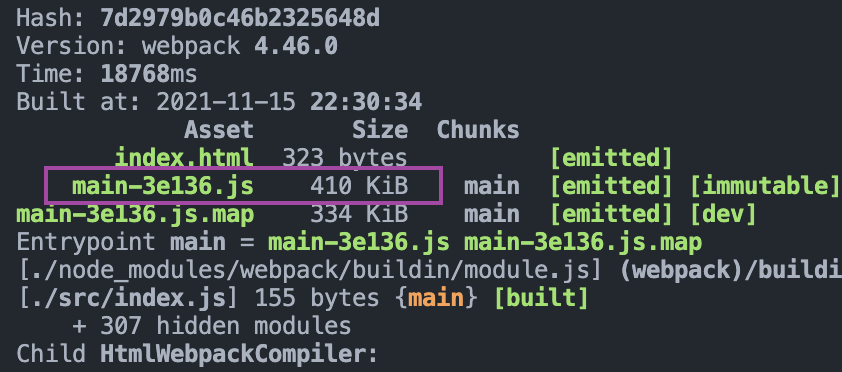 Hash: 7d2979b0c46b2325648d
Version: webpack 4.46.0
Time: 18768ms
Built at: 2021-11-15 22:30:34
Asset Size Chunks
index.html 323 bytes [emitted]
main-3e136.js 410 KiB main [emitted] [immutable]
main-3e136.js.map 334 KiB main [emitted] [dev]
Entrypoint main = main-3e136.js main-3e136.js.map
[./node_modules/webpack/buildin/module.js] (webpack)/buildi
[./src/index.js] 155 bytes {main} [built]
+ 307 hidden modules
Child HtmlWebpackCompiler: